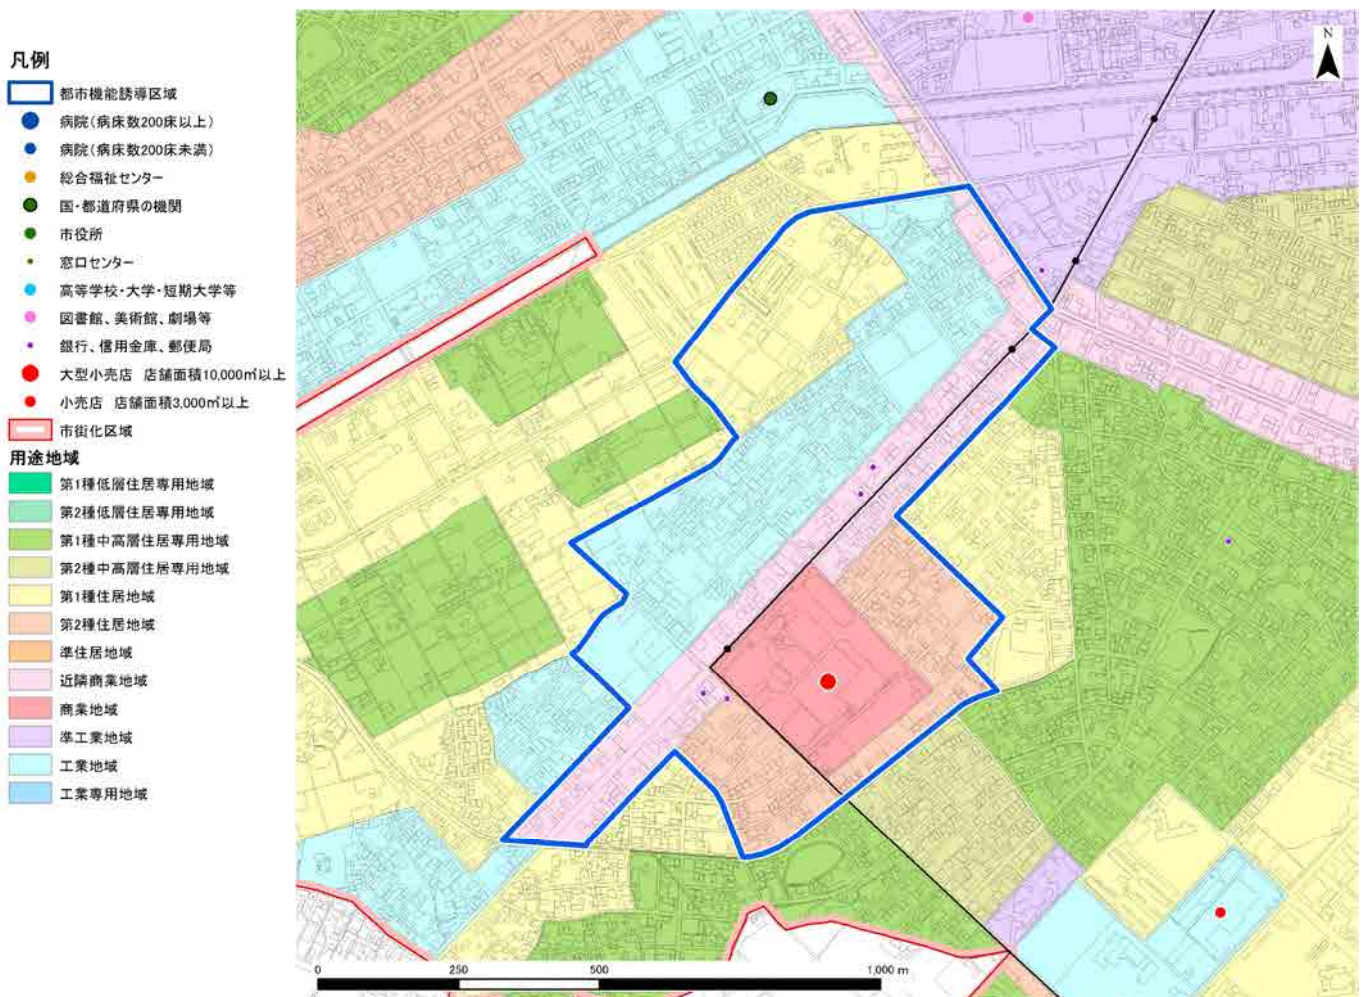 凡例
都市機能誘導区域
病院(病床数200床以上)
病院(病床数200床未満)
総合福祉センター
国・都道府県の機関
市役所
窓口センター
高等学校・大学・短期大学等
図書館、美術館、劇場等
銀行、信用金庫、郵便局
大型小売店 店舗面積10,000㎡以上
小売店 店舗面積3,000㎡以上
市街化区域
用途地域
第1種低層住居専用地域
第2種低層住居専用地域
第1種中高層住居専用地域
第2種中高層住居専用地域
第1種住居地域
第2種住居地域
準住居地域
近隣商業地域
商業地域
準工業地域
工業地域
工業専用地域
N
0 250 500 1,000 m